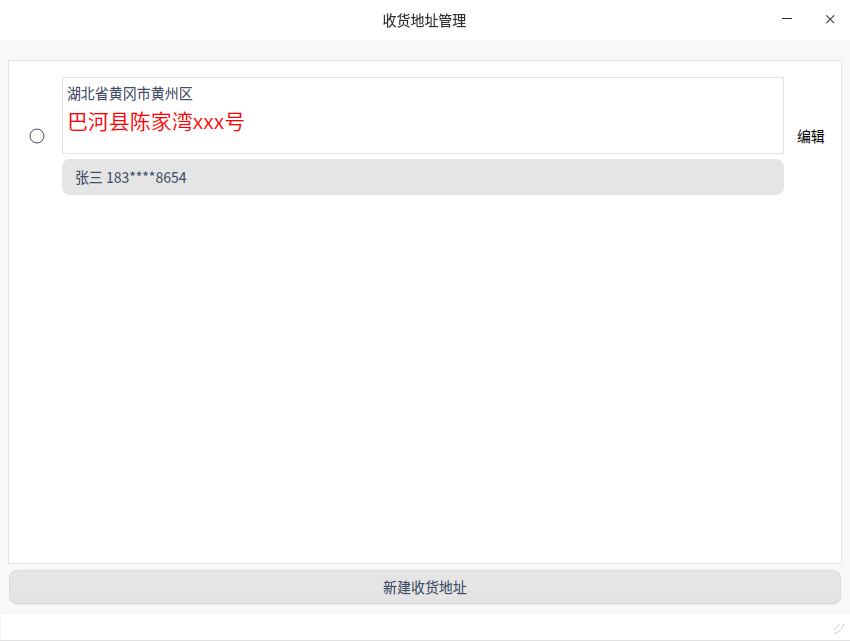 收货地址管理
湖北省黄冈市黄州区
巴河县陈家湾xxx号
编辑
张三 183****8654
新建收货地址